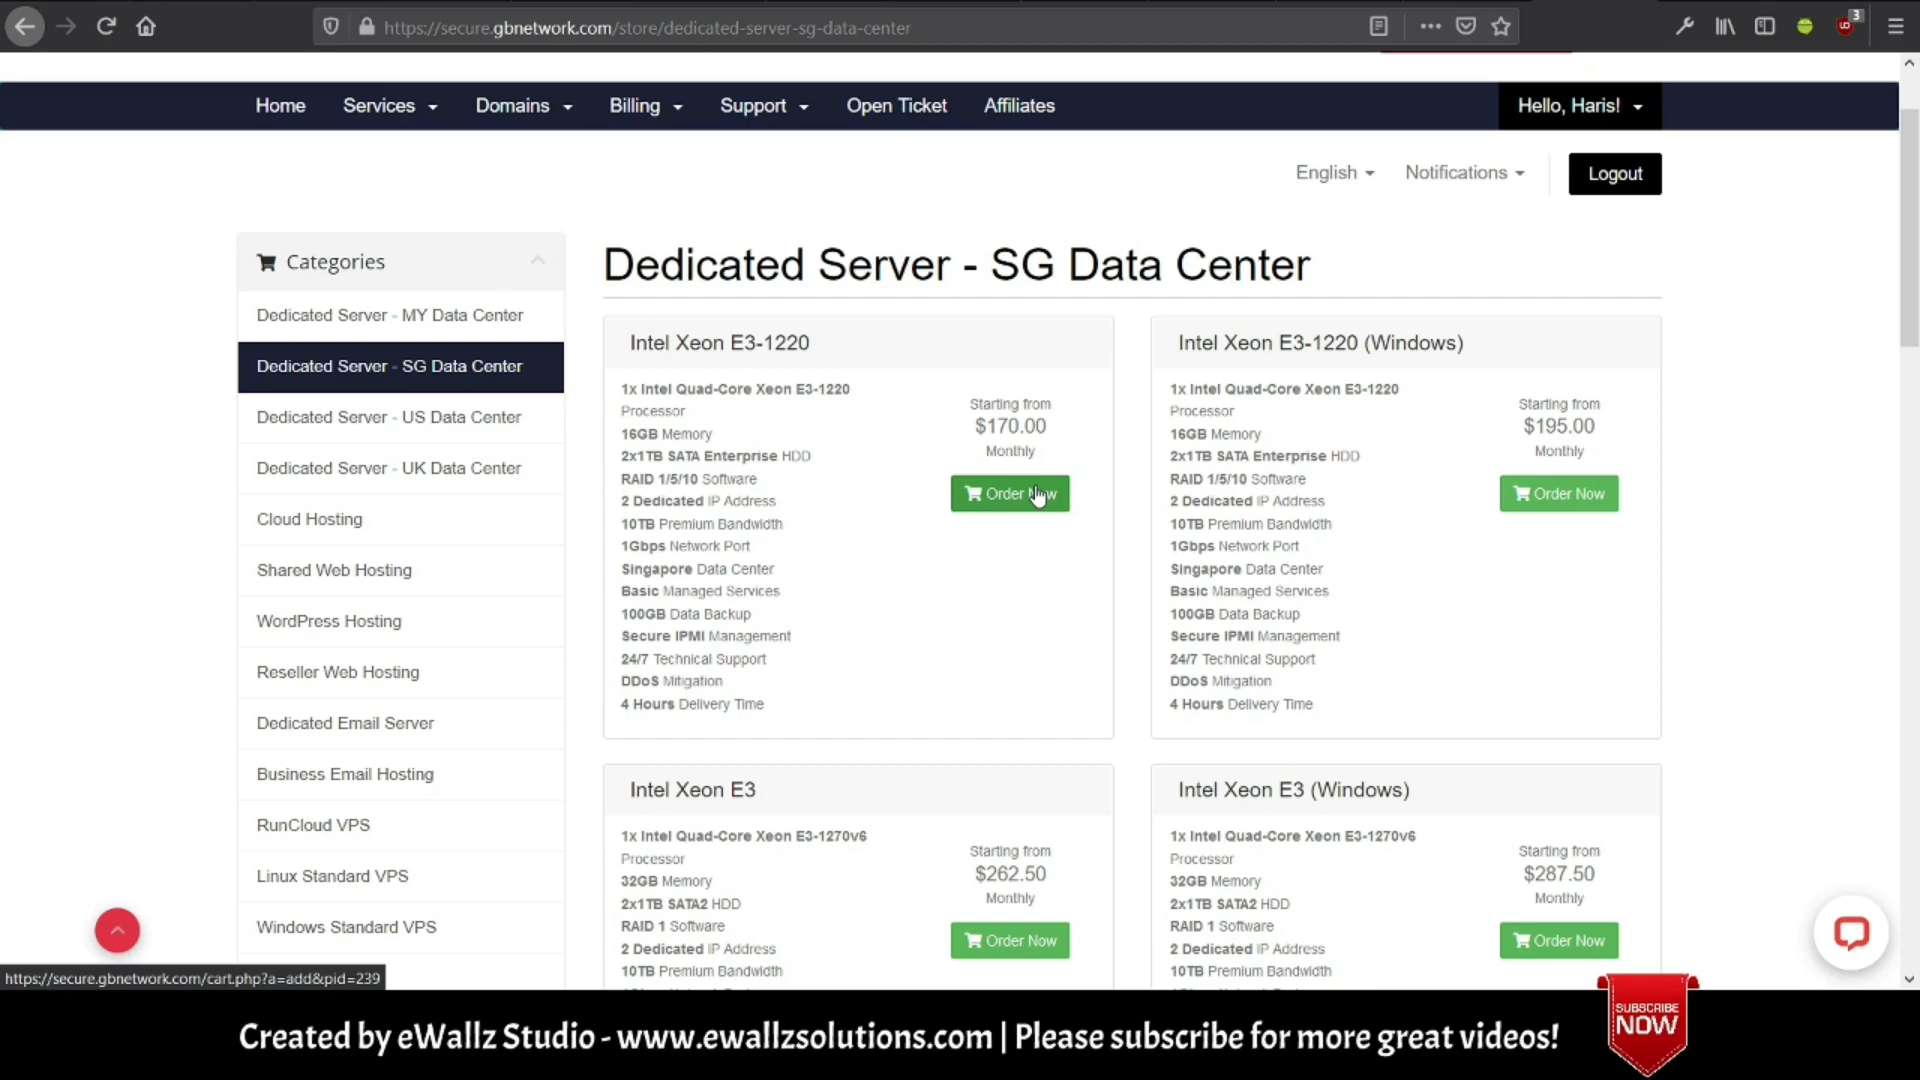 https://secure.gbnetwork.com/store/dedicated-server-sg-data-center
3
Home Services Domains Billing Support Open Ticket Affiliates Hello, Haris!
English Notifications Logout
Categories
Dedicated Server - MY Data Center
Dedicated Server - SG Data Center
Dedicated Server - US Data Center
Dedicated Server - UK Data Center
Cloud Hosting
Shared Web Hosting
WordPress Hosting
Reseller Web Hosting
Dedicated Email Server
Business Email Hosting
RunCloud VPS
Linux Standard VPS
Windows Standard VPS
Dedicated Server - SG Data Center
Intel Xeon E3-1220
1x Intel Quad-Core Xeon E3-1220
Processor
16GB Memory
2x1TB SATA Enterprise HDD
RAID 1/5/10 Software
2 Dedicated IP Address
10TB Premium Bandwidth
1Gbps Network Port
Singapore Data Center
Basic Managed Services
100GB Data Backup
Secure IPMI Management
24/7 Technical Support
DDoS Mitigation
4 Hours Delivery Time
Starting from
$170.00
Monthly
Order Now
Intel Xeon E3-1220 (Windows)
1x Intel Quad-Core Xeon E3-1220
Processor
16GB Memory
2x1TB SATA Enterprise HDD
RAID 1/5/10 Software
2 Dedicated IP Address
10TB Premium Bandwidth
1Gbps Network Port
Singapore Data Center
Basic Managed Services
100GB Data Backup
Secure IPMI Management
24/7 Technical Support
DDoS Mitigation
4 Hours Delivery Time
Starting from
$195.00
Monthly
Order Now
Intel Xeon E3
1x Intel Quad-Core Xeon E3-1270v6
Processor
32GB Memory
2x1TB SATA2 HDD
RAID 1 Software
2 Dedicated IP Address
10TB Premium Bandwidth
Starting from
$262.50
Monthly
Order Now
Intel Xeon E3 (Windows)
1x Intel Quad-Core Xeon E3-1270v6
Processor
32GB Memory
2x1TB SATA2 HDD
RAID 1 Software
2 Dedicated IP Address
10TB Premium Bandwidth
Starting from
$287.50
Monthly
Order Now
https://secure.gbnetwork.com/cart.php?a=add&pid=239
Created by eWallz Studio - www.ewallzsolutions.com | Please subscribe for more great videos!
SUBSCRIBE
NOW